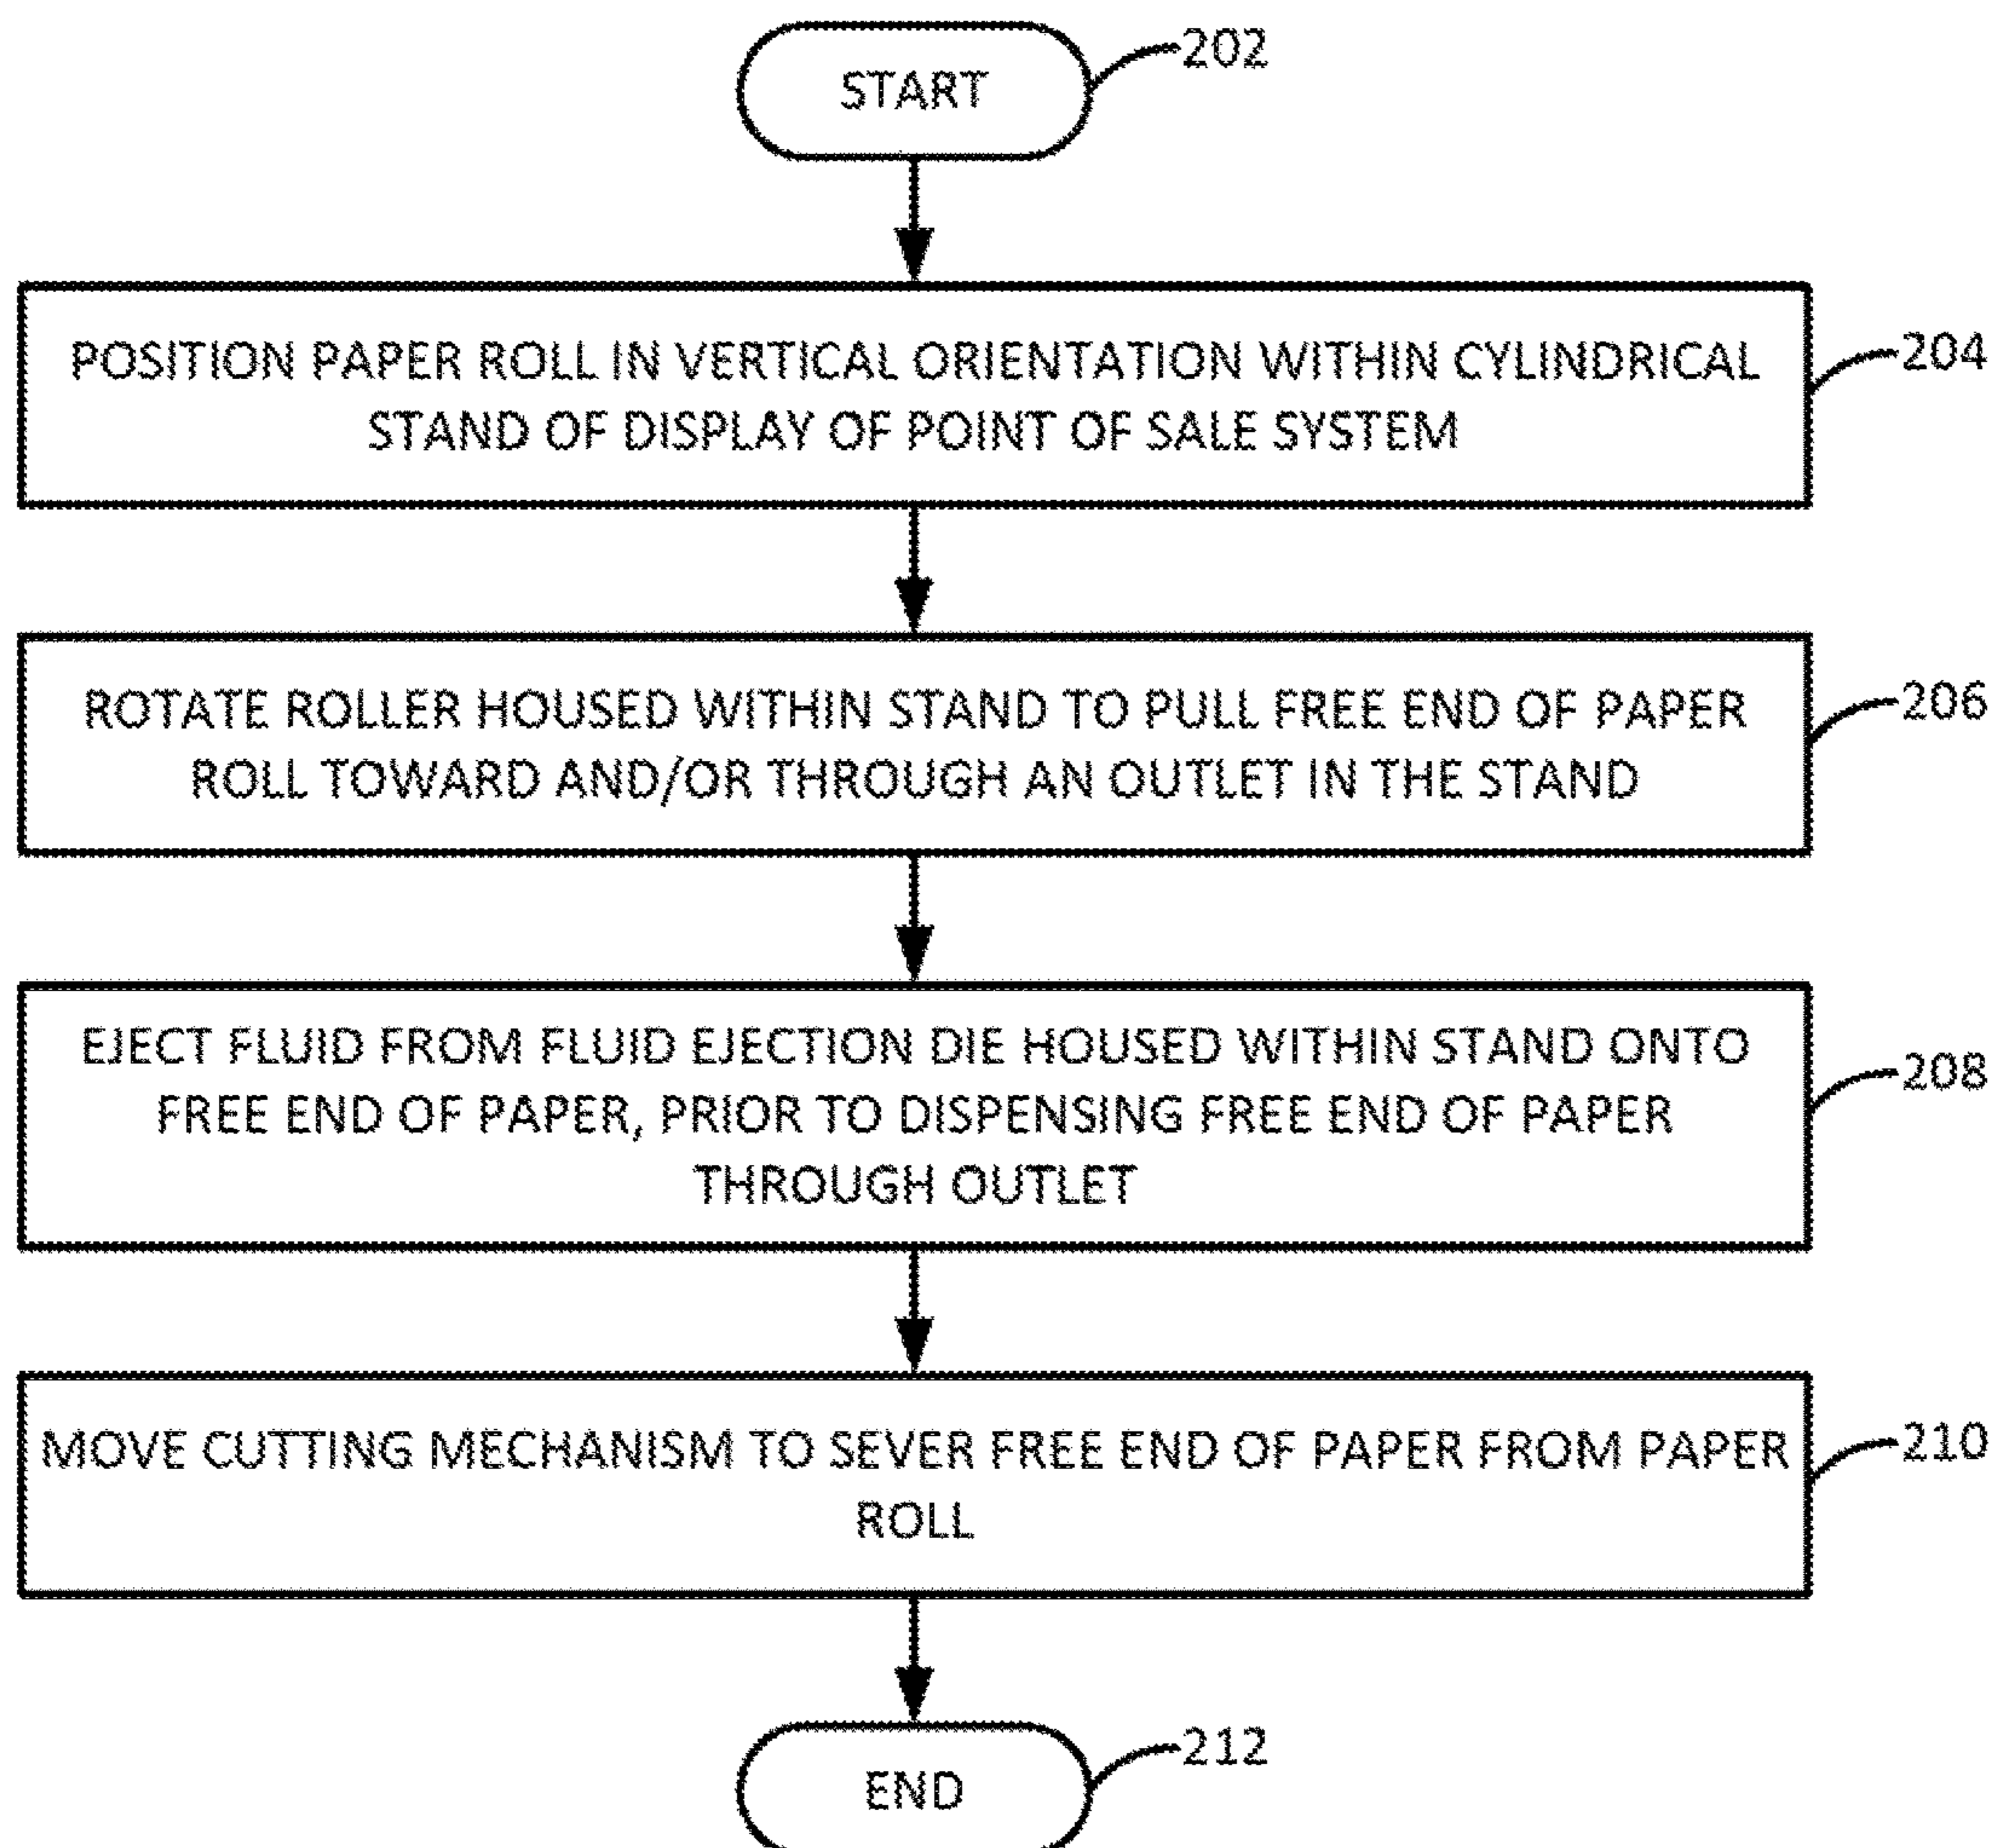 START
202
POSITION PAPER ROLL IN VERTICAL ORIENTATION WITHIN CYLINDRICAL
STAND OF DISPLAY OF POINT OF SALE SYSTEM
204
ROTATE ROLLER HOUSED WITHIN STAND TO PULL FREE END OF PAPER
ROLL TOWARD AND/OR THROUGH AN OUTLET IN THE STAND
206
EJECT FLUID FROM FLUID EJECTION DIE HOUSED WITHIN STAND ONTO
FREE END OF PAPER, PRIOR TO DISPENSING FREE END OF PAPER
THROUGH OUTLET
208
MOVE CUTTING MECHANISM TO SEVER FREE END OF PAPER FROM PAPER
ROLL
210
END
212